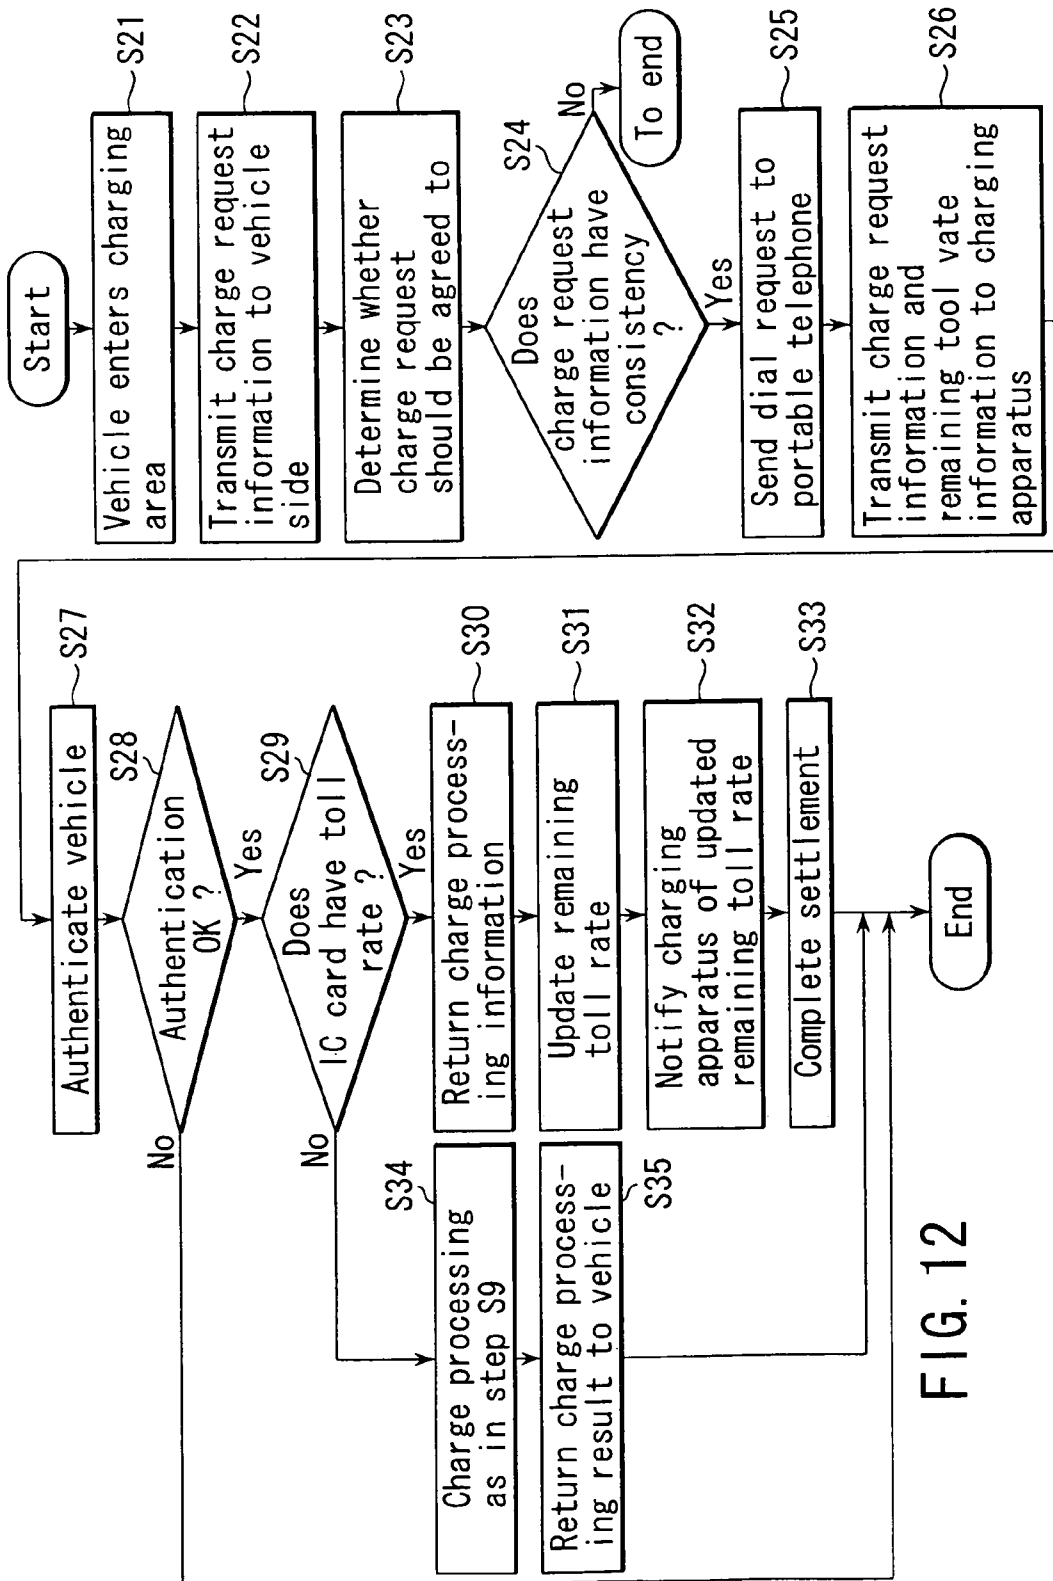 Start
Vehicle enters charging
area
S21
Transmit charge request
information to vehicle
side
S22
Determine whether
charge request
should be agreed to
S23
Does
charge request
information have
consistency
?
S24
No
To end
Yes
Send dial request to
portable telephone
S25
Transmit charge request
information and
remaining tool vate
information to charging
apparatus
S26
Authenticate vehicle
S27
Authentication
OK ?
S28
No
Yes
Does
IC card have toll
rate ?
S29
No
Yes
Return charge process-
ing information
S30
Update remaining
toll rate
S31
Notify charging
apparatus of updated
remaining toll rate
S32
Complete settlement
S33
Charge processing
as in step S9
S34
Return charge process-
ing result to vehicle
S35
End
FIG. 12